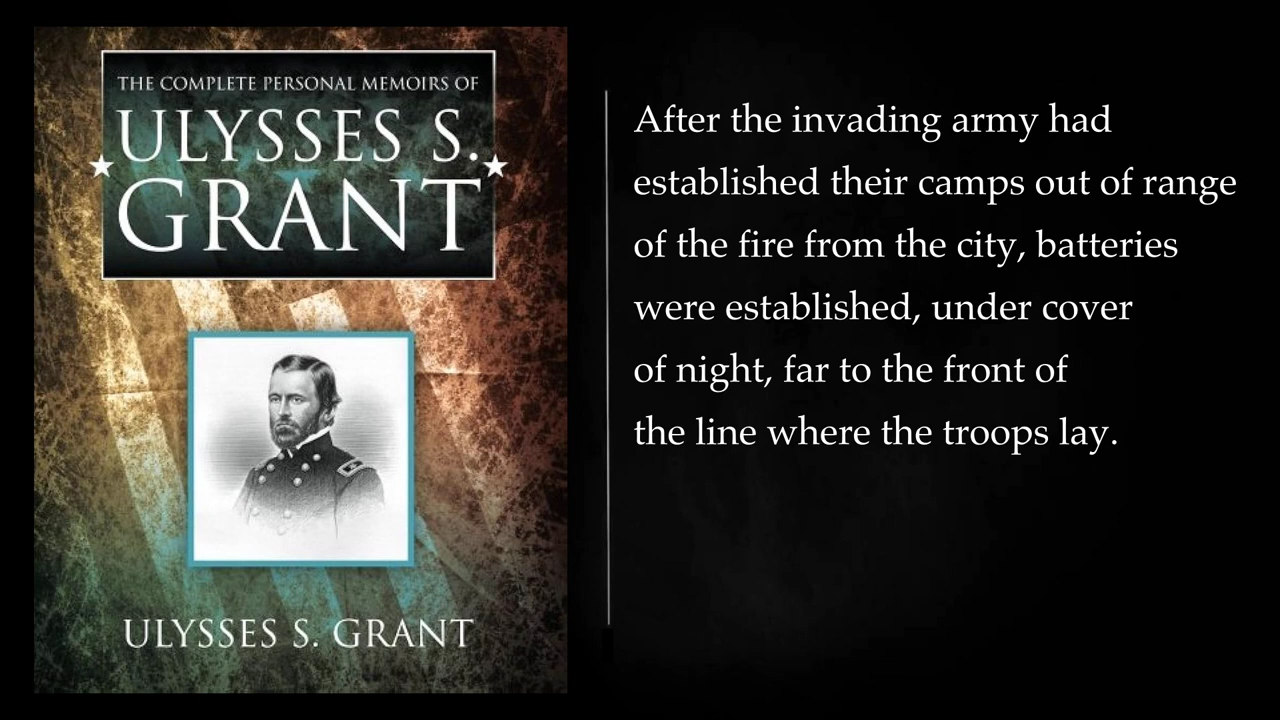 THE COMPLETE PERSONAL MEMOIRS OF
ULYSSES S.
GRANT
ULYSSES S. GRANT
After the invading army had
established their camps out of range
of the fire from the city, batteries
were established, under cover
of night, far to the front of
the line where the troops lay.